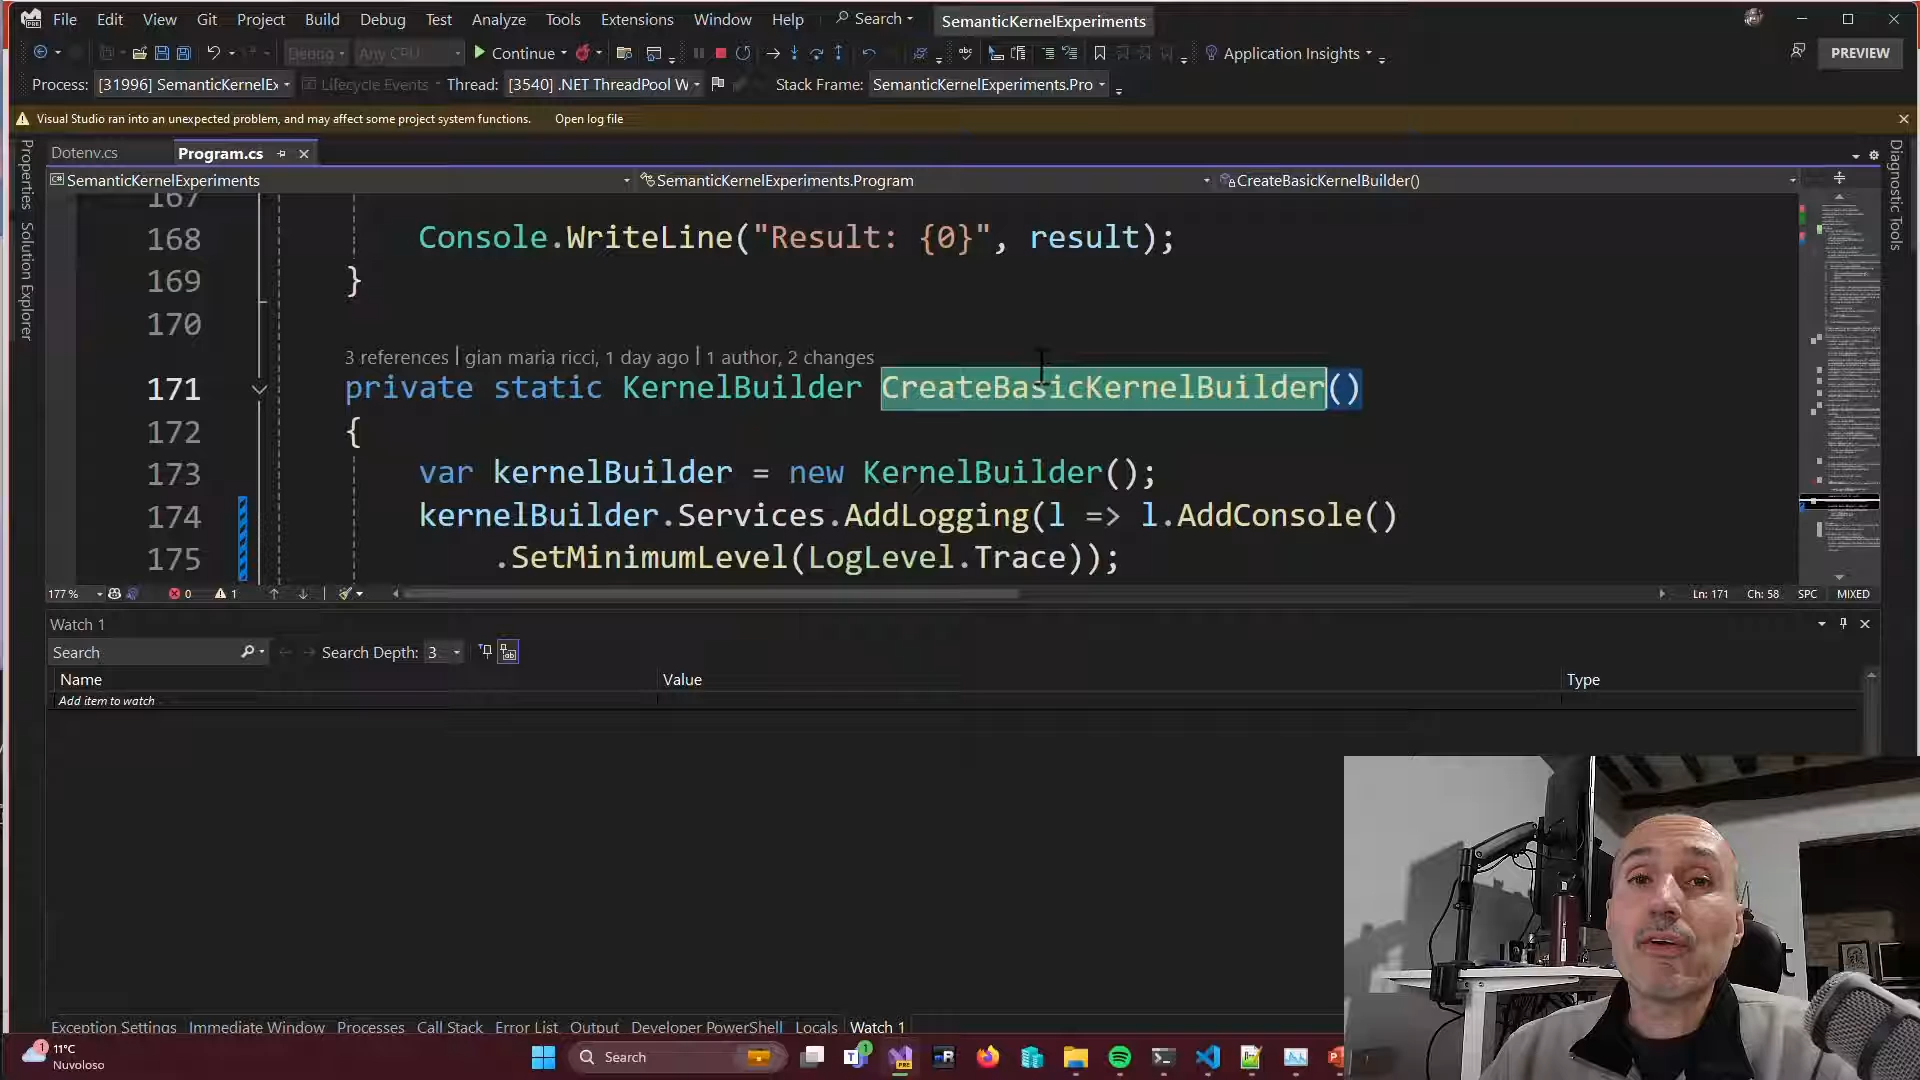 File Edit View Git Project Build Debug Test Analyze Tools Extensions Window Help Search SemanticKernelExperiments
Debug Any CPU Continue Application Insights PREVIEW
Process: [31996] SemanticKernelEx Lifecycle Events Thread: [3540] .NET ThreadPool W Stack Frame: SemanticKernelExperiments.Pro
Visual Studio ran into an unexpected problem, and may affect some project system functions. Open log file
Properties
Solution Explorer
Diagnostic Tools
Dotenv.cs Program.cs
SemanticKernelExperiments SemanticKernelExperiments.Program CreateBasicKernelBuilder()
167
168 Console.WriteLine("Result: {0}", result);
169 }
170
3 references | gian maria ricci, 1 day ago | 1 author, 2 changes
171 private static KernelBuilder CreateBasicKernelBuilder()
172 {
173 var kernelBuilder = new KernelBuilder();
174 kernelBuilder.Services.AddLogging(l => l.AddConsole()
175 .SetMinimumLevel(LogLevel.Trace));
177 % 0 1 Ln: 171 Ch: 58 SPC MIXED
Watch 1
Search Search Depth: 3
Name Value Type
Add item to watch
Exception Settings Immediate Window Processes Call Stack Error List Output Developer PowerShell Locals Watch 1
1 11°C
Nuvoloso
Search